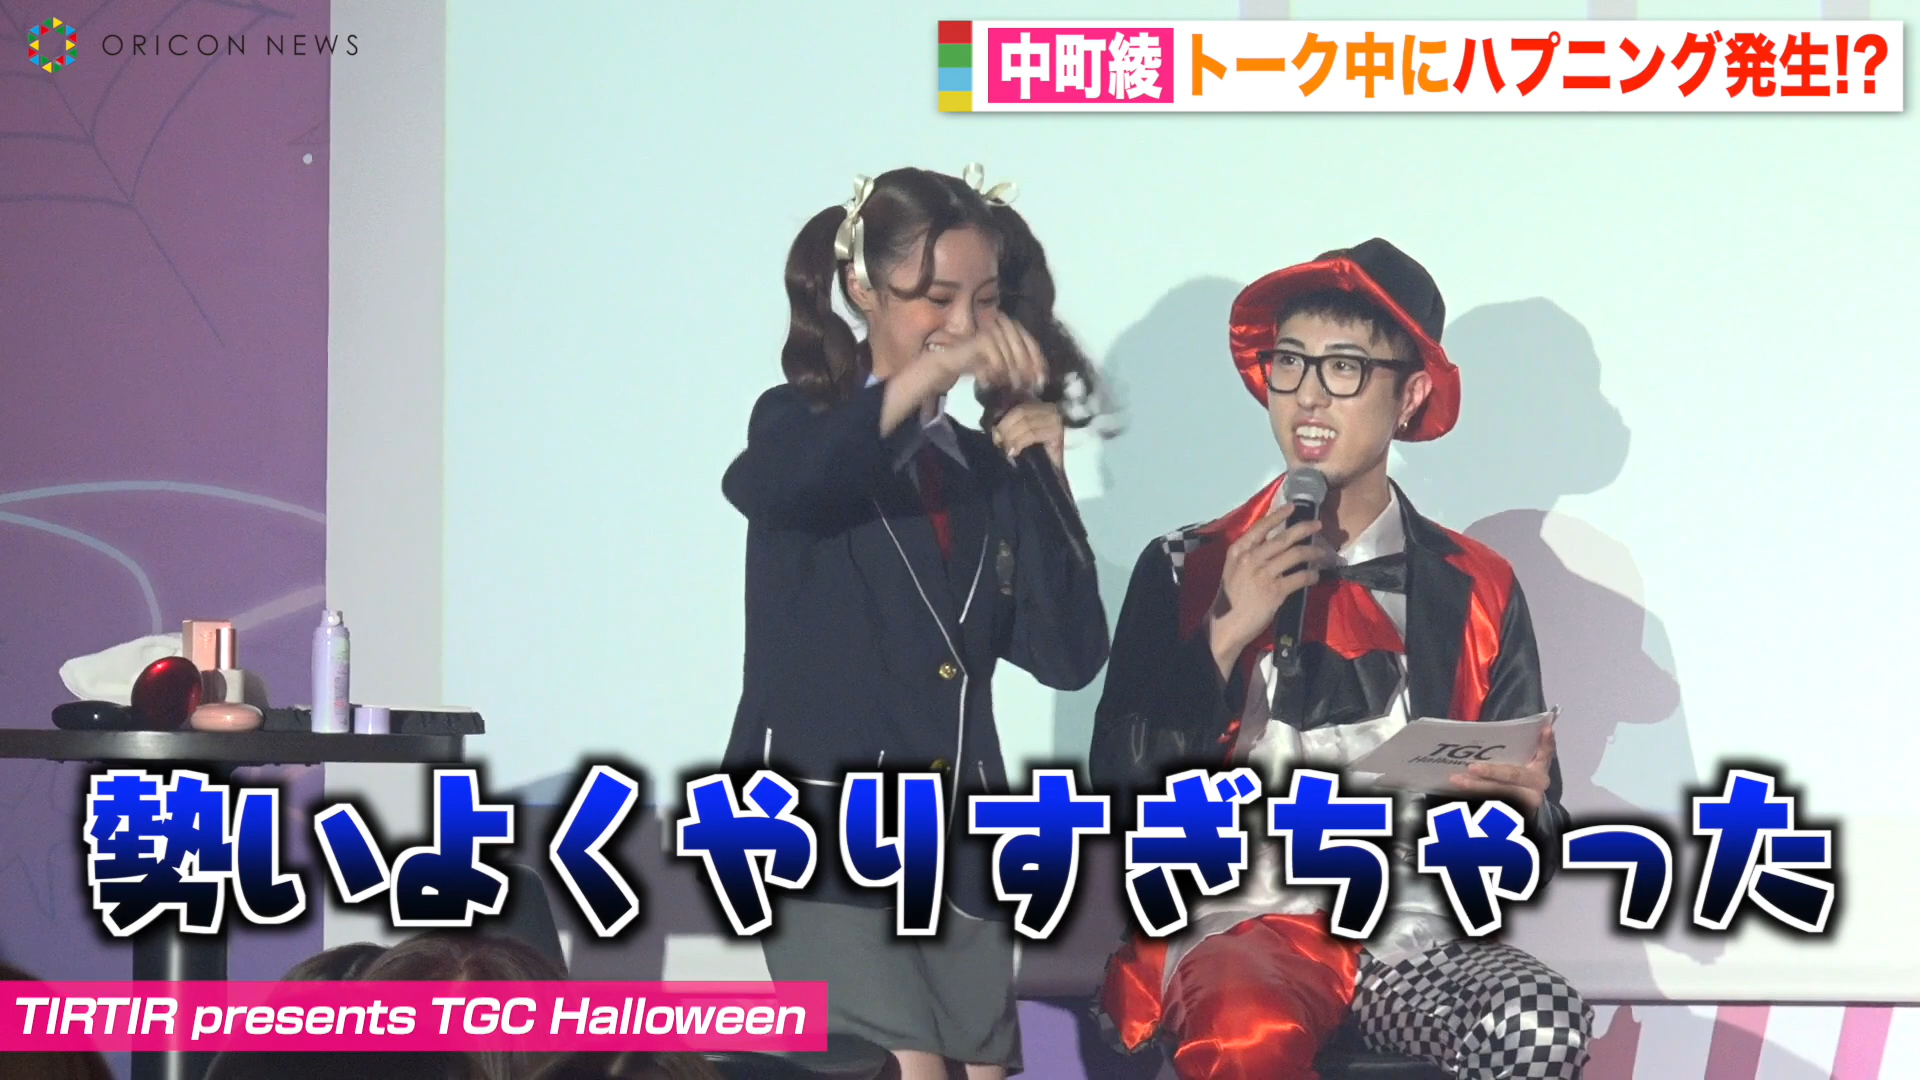 ORICON NEWS
中町綾 トーク中にハプニング発生!?
TGC
Halloween
勢いよくやりすぎちゃった
TIRTIR presents TGC Halloween